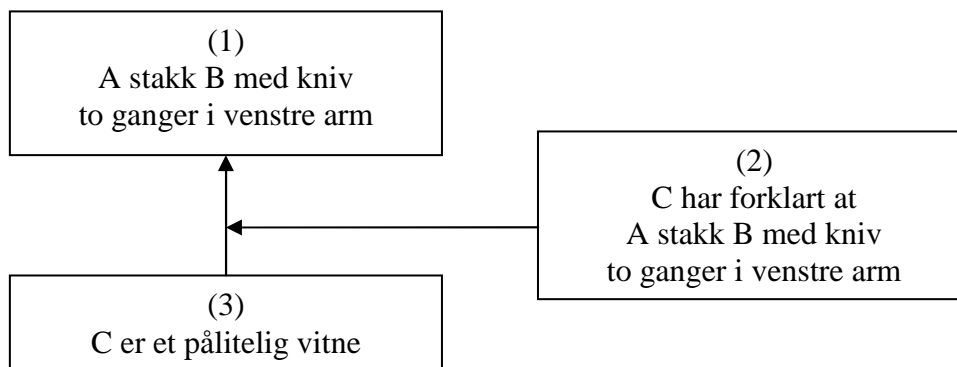 (1)
A stakk B med kniv
to ganger i venstre arm
(2)
C har forklart at
A stakk B med kniv
to ganger i venstre arm
(3)
C er et pålitelig vitne